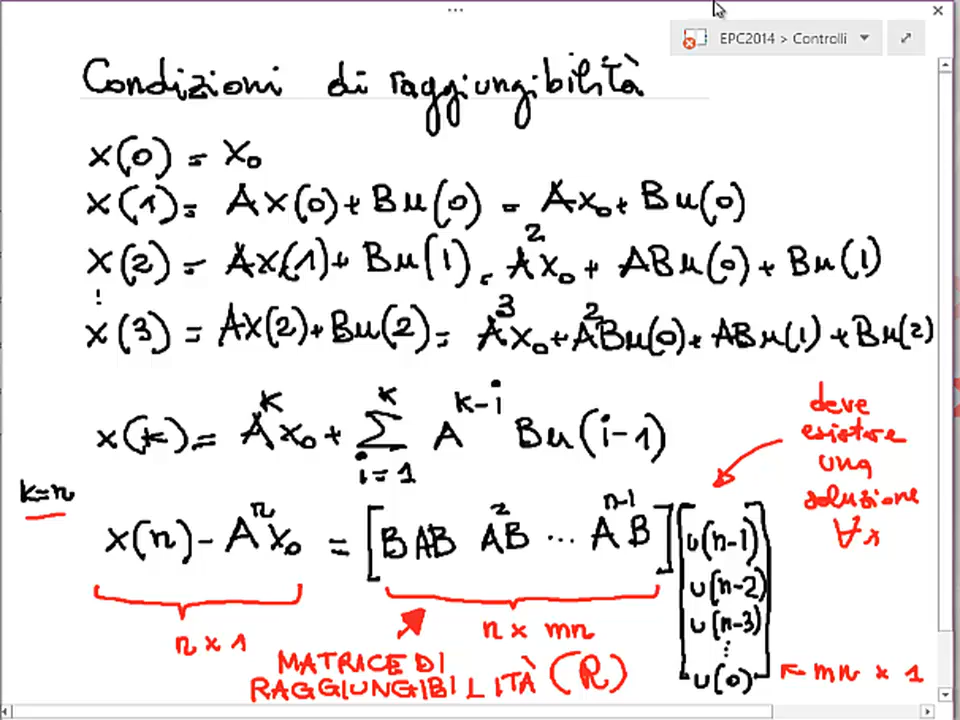 EPC2014 > Controlli
Condizioni di raggiungibilità
x(0) = x₀
x(1) = Ax(0) + Bu(0) = Ax₀ + Bu(0)
x(2) = Ax(1) + Bu(1) = A²x₀ + ABu(0) + Bu(1)
⋮
x(3) = Ax(2) + Bu(2) = A³x₀ + A²Bu(0) + ABu(1) + Bu(2)
x(k) = Aᵏx₀ + ∑ᵢ₌₁ᵏ Aᵏ⁻ⁱ Bu(i-1)
deve
esistere
una
soluzione
∀x
k=n
x(n) - Aⁿx₀ = [B AB A²B ... Aⁿ⁻¹B] [u(n-1)
u(n-2)
u(n-3)
⋮
u(0)]
n x 1
n x mn
← mn x 1
MATRICE DI
RAGGIUNGIBILITÀ (R)